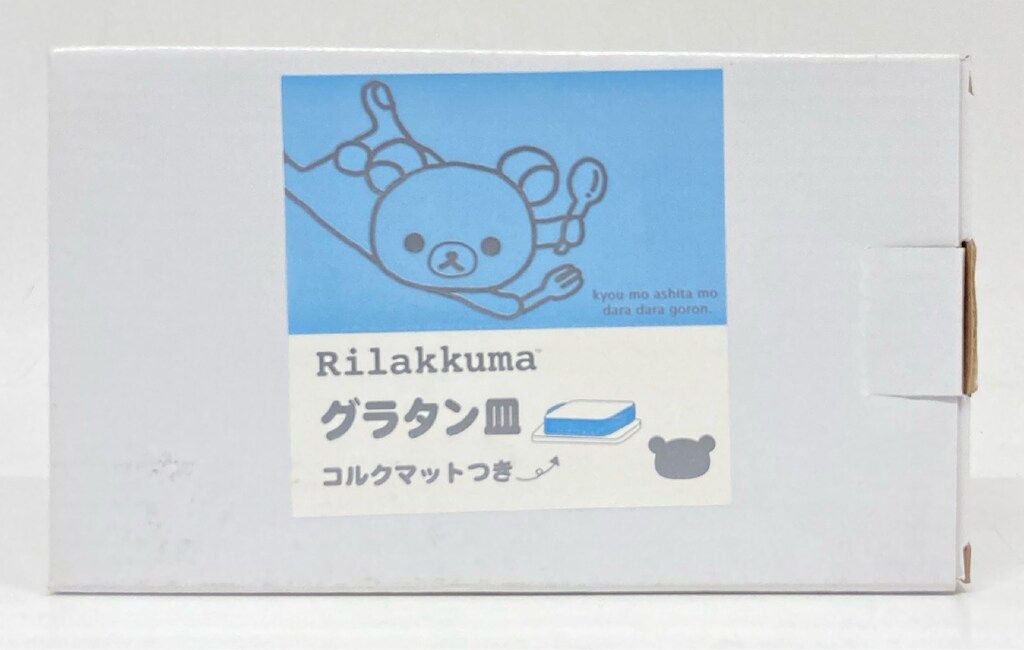 kyou mo ashita mo
dara dara goron.
Rilakkuma™
グラタン皿
コルクマットつき